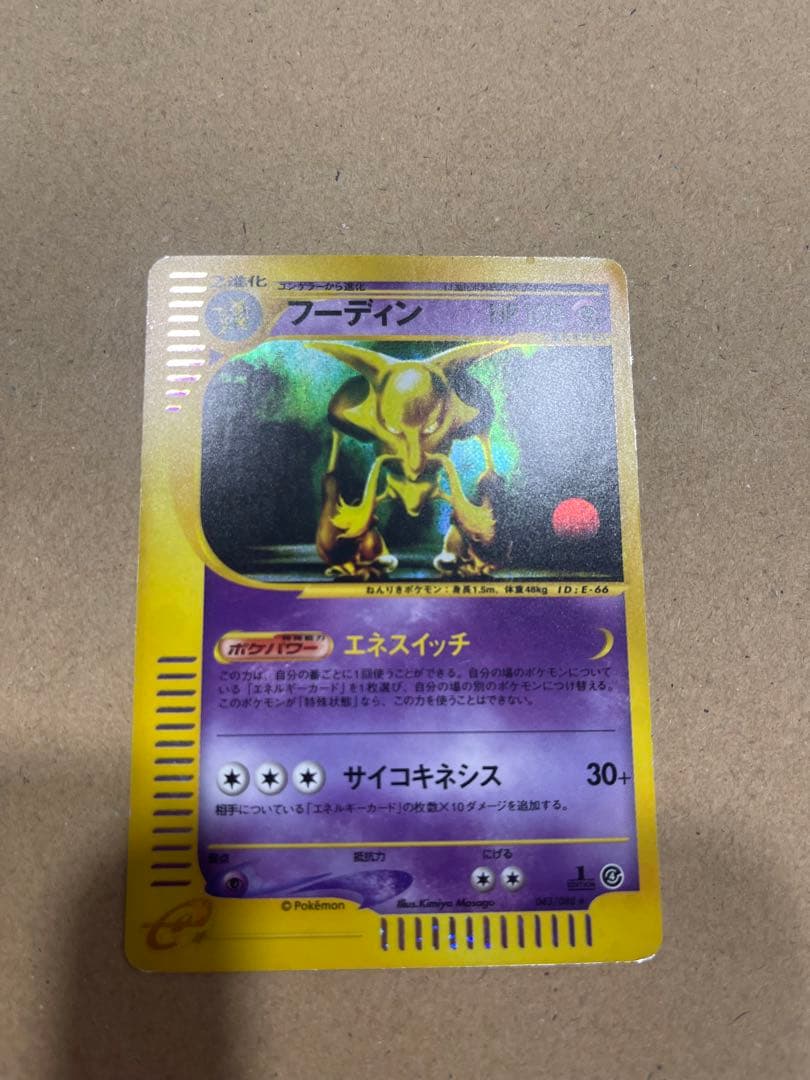 2進化
ユンゲラーから進化
フーディン
HP 100
ねんりきポケモン：身長1.5m、体重48kg ID：E-66
特殊能力
ポケパワー エネスイッチ
この力は、自分の番ごとに1回使うことができる。自分の場のポケモンについて
いる「エネルギーカード」を1枚選び、自分の場の別のポケモンにつけ替える。
このポケモンが「特殊状態」なら、この力を使うことはできない。
サイコキネシス 30+
相手についている「エネルギーカード」の枚数×10ダメージを追加する。
弱点 抵抗力 にげる
1
EDITION
© Pokémon Illus.Kimiya Masago